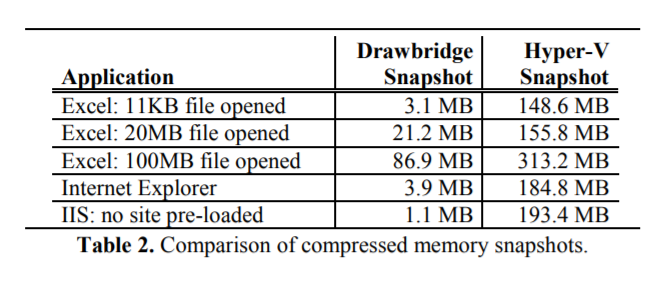 Application Drawbridge Snapshot Hyper-V Snapshot
Excel: 11KB file opened 3.1 MB 148.6 MB
Excel: 20MB file opened 21.2 MB 155.8 MB
Excel: 100MB file opened 86.9 MB 313.2 MB
Internet Explorer 3.9 MB 184.8 MB
IIS: no site pre-loaded 1.1 MB 193.4 MB
Table 2. Comparison of compressed memory snapshots.